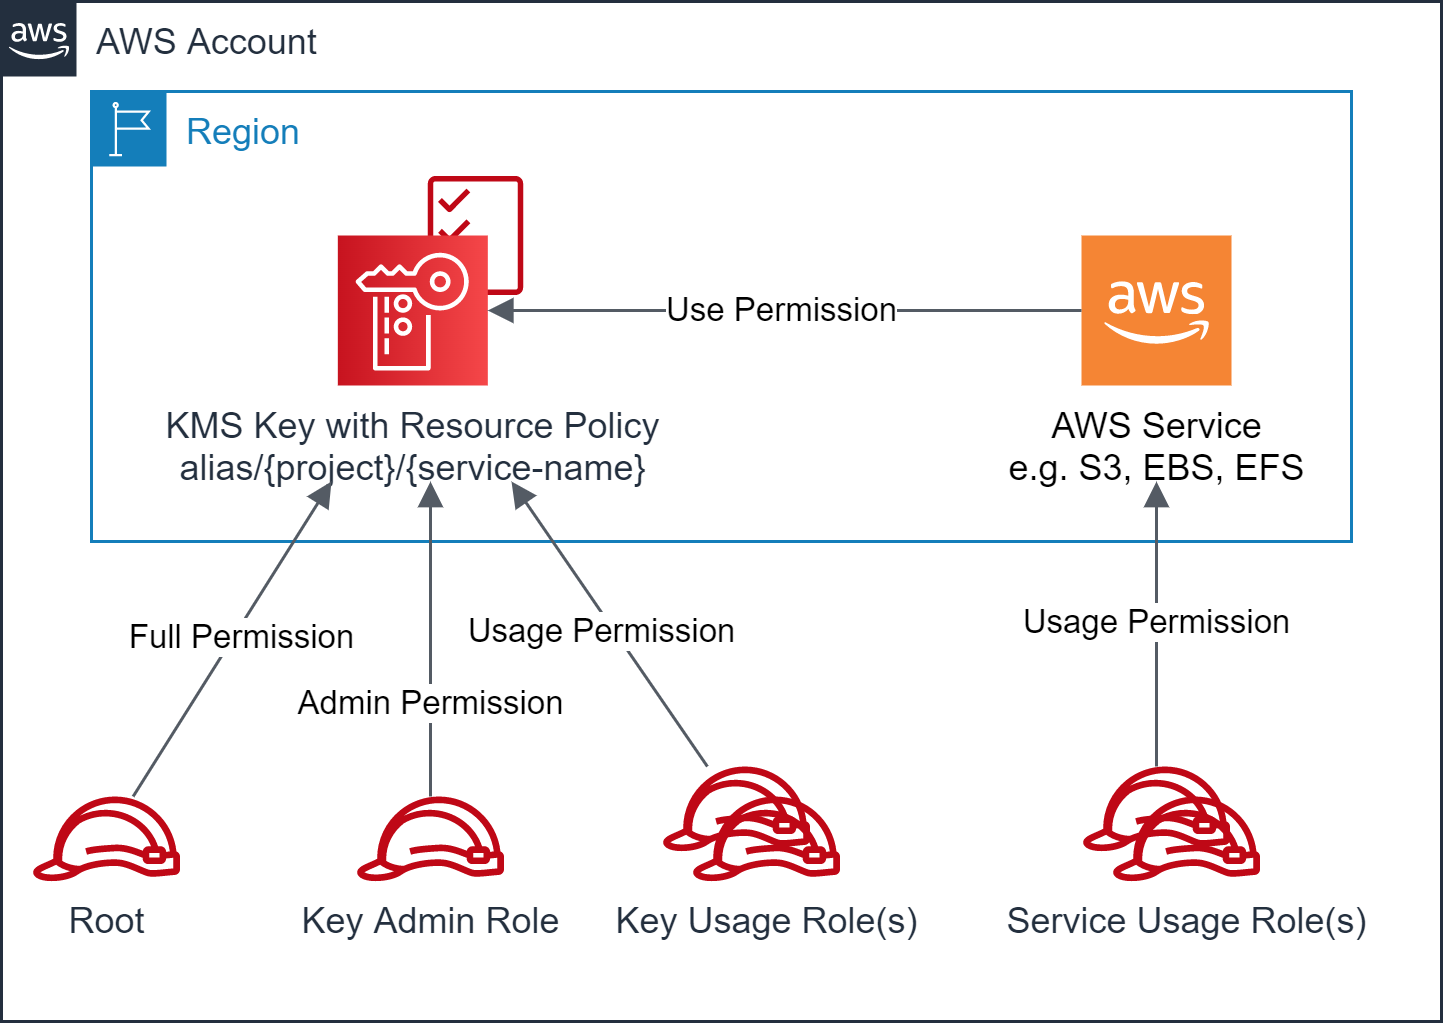 aws
AWS Account
Region
aws
Use Permission
KMS Key with Resource Policy
alias/{project}/{service-name}
AWS Service
e.g. S3, EBS, EFS
Full Permission
Admin Permission
Usage Permission
Usage Permission
Root
Key Admin Role
Key Usage Role(s)
Service Usage Role(s)